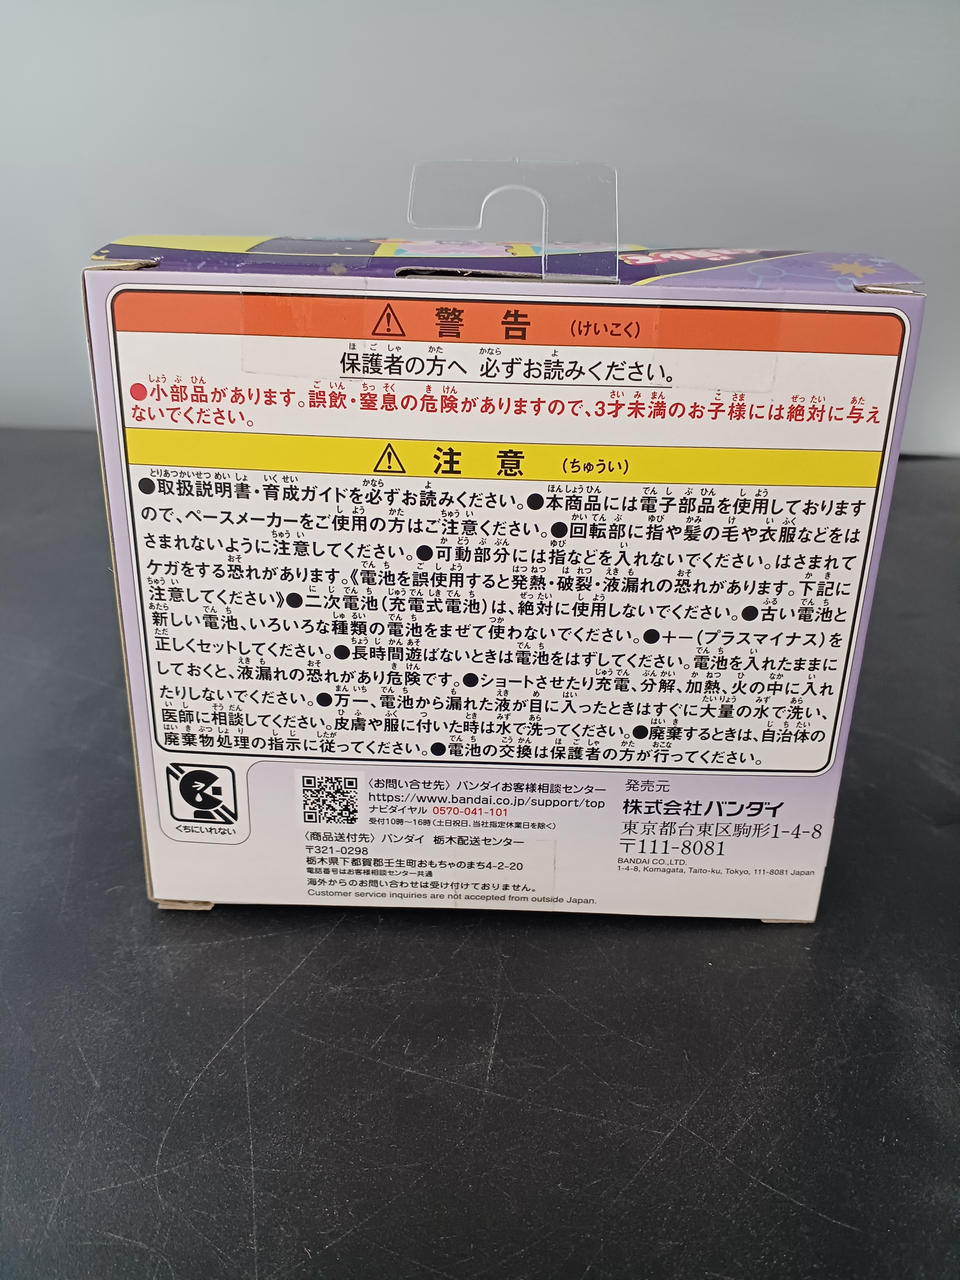 警告 (けいこく)
保護者の方へ 必ずお読みください。
●小部品があります。誤飲・窒息の危険がありますので、3才未満のお子様には絶対に与え
ないでください。
注意 (ちゅうい)
●取扱説明書・育成ガイドを必ずお読みください。●本商品には電子部品を使用しております
ので、ペースメーカーをご使用の方はご注意ください。●回転部に指や髪の毛や衣服などをは
さまれないように注意してください。●可動部分には指などを入れないでください。はさまれて
ケガをする恐れがあります。《電池を誤使用すると発熱・破裂・液漏れの恐れがあります。下記に
注意してください》●二次電池(充電式電池)は、絶対に使用しないでください。●古い電池と
新しい電池、いろいろな種類の電池をまぜて使わないでください。●+-(プラスマイナス)を
正しくセットしてください。●長時間遊ばないときは電池をはずしてください。電池を入れたままに
しておくと、液漏れの恐れがあり危険です。●ショートさせたり充電、分解、加熱、火の中に入れ
たりしないでください。●万一、電池から漏れた液が目に入ったときはすぐに大量の水で洗い、
医師に相談してください。皮膚や服に付いた時は水で洗ってください。●廃棄するときは、自治体の
廃棄物処理の指示に従ってください。●電池の交換は保護者の方が行ってください。
くちにいれない
〈お問い合せ先〉バンダイお客様相談センター
https://www.bandai.co.jp/support/top
ナビダイヤル 0570-041-101
受付10時〜16時(土日祝日、当社指定休業日を除く)
〈商品送付先〉バンダイ 栃木配送センター
〒321-0298
栃木県下都賀郡壬生町おもちゃのまち4-2-20
電話番号はお客様相談センター共通
海外からのお問い合わせは受け付けておりません。
Customer service inquiries are not accepted from outside Japan.
発売元
株式会社バンダイ
東京都台東区駒形1-4-8
〒111-8081
BANDAI CO.,LTD.
1-4-8, Komagata, Taito-ku, Tokyo, 111-8081 Japan